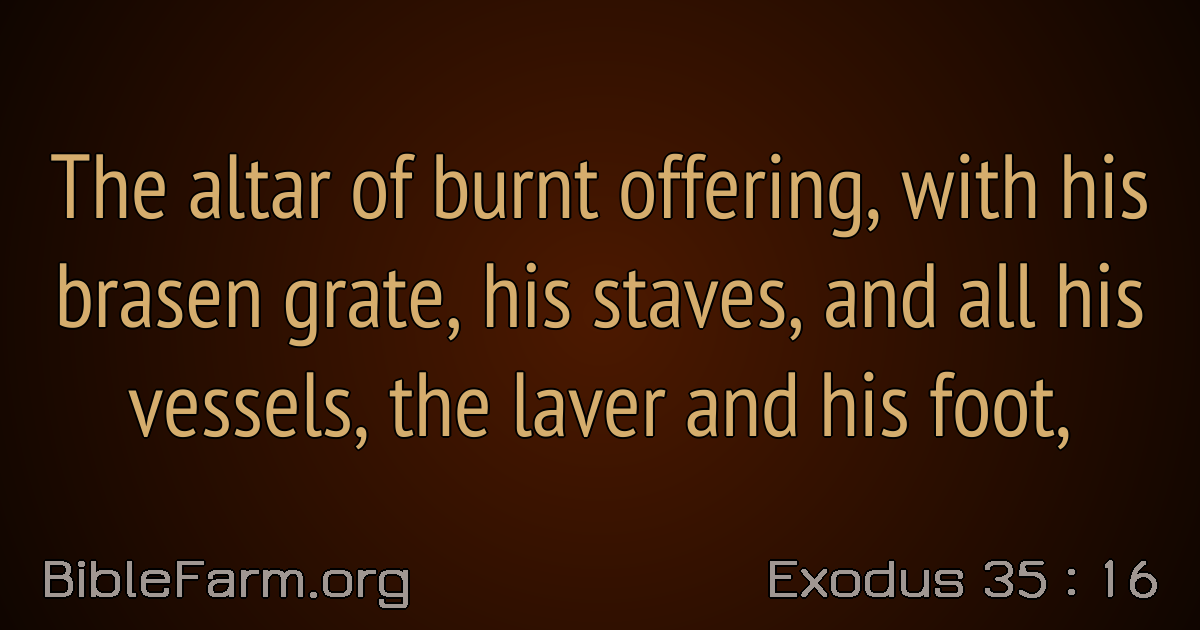 The altar of burnt offering, with his
brasen grate, his staves, and all his
vessels, the laver and his foot,
BibleFarm.org
Exodus 35 : 16